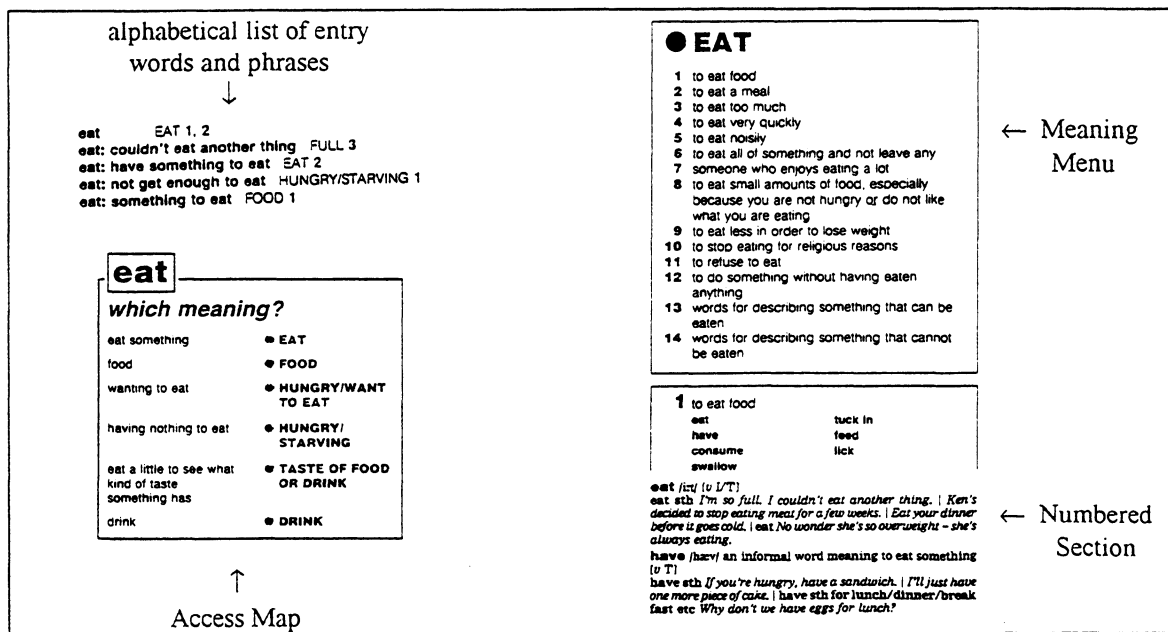 alphabetical list of entry
words and phrases
↓
eat EAT 1, 2
eat: couldn't eat another thing FULL 3
eat: have something to eat EAT 2
eat: not get enough to eat HUNGRY/STARVING 1
eat: something to eat FOOD 1
eat
which meaning?
eat something ● EAT
food ● FOOD
wanting to eat ● HUNGRY/WANT
TO EAT
having nothing to eat ● HUNGRY/
STARVING
eat a little to see what ● TASTE OF FOOD
kind of taste OR DRINK
something has
drink ● DRINK
↑
Access Map
● EAT
1 to eat food
2 to eat a meal
3 to eat too much
4 to eat very quickly
5 to eat noisily
6 to eat all of something and not leave any
7 someone who enjoys eating a lot
8 to eat small amounts of food, especially
because you are not hungry or do not like
what you are eating
9 to eat less in order to lose weight
10 to stop eating for religious reasons
11 to refuse to eat
12 to do something without having eaten
anything
13 words for describing something that can be
eaten
14 words for describing something that cannot
be eaten
← Meaning
Menu
1 to eat food
eat tuck in
have feed
consume lick
swallow
eat /iːt/ [v I/T]
eat sth I'm so full. I couldn't eat another thing. | Ken's
decided to stop eating meat for a few weeks. | Eat your dinner
before it goes cold. | eat No wonder she's so overweight – she's
always eating.
have /hæv/ an informal word meaning to eat something
[v T]
have sth If you're hungry, have a sandwich. | I'll just have
one more piece of cake. | have sth for lunch/dinner/break
fast etc Why don't we have eggs for lunch?
← Numbered
Section